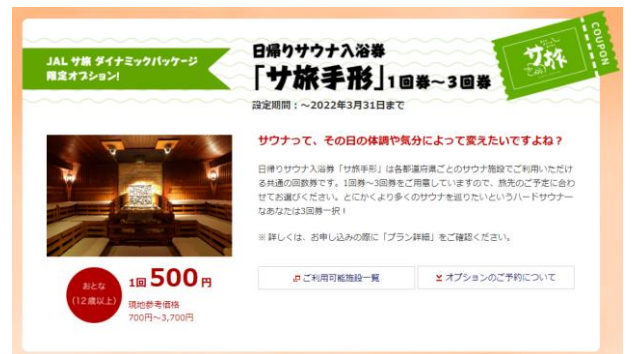 JAL サ旅 ダイナミックパッケージ
限定オプション!
日帰りサウナ入浴券
「サ旅手形」1回券～3回券
設定期間：～2022年3月31日まで
サ旅
COUPON
サウナって、その日の体調や気分によって変えたいですよね？
日帰りサウナ入浴券「サ旅手形」は各都道府県ごとのサウナ施設でご利用いただけ
る共通の回数券です。1回券～3回券をご用意していますので、旅先のご予定に合わ
せてお選びください。とにかくより多くのサウナを巡りたいというハードサウナー
なあなたは3回券一択！
※詳しくは、お申し込みの際に「プラン詳細」をご確認ください。
ご利用可能施設一覧
オプションのご予約について
おとな
(12歳以上)
1回500円
現地参考価格
700円～3,700円